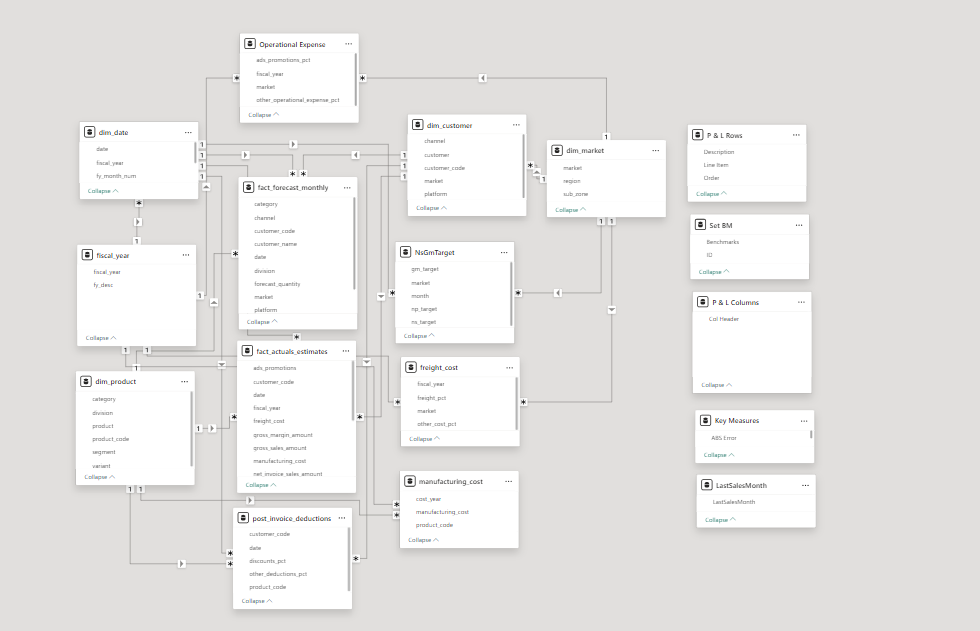 Operational Expense
ads_promotions_pct
fiscal_year
market
other_operational_expense_pct
Collapse
dim_date
date
fiscal_year
fy_month_num
Collapse
dim_customer
channel
customer
customer_code
market
platform
Collapse
dim_market
market
region
sub_zone
Collapse
P & L Rows
Description
Line Item
Order
Collapse
fact_forecast_monthly
category
channel
customer_code
customer_name
date
division
forecast_quantity
market
platform
Collapse
Set BM
Benchmarks
ID
Collapse
fiscal_year
fiscal_year
fy_desc
Collapse
NsGmTarget
gm_target
market
month
np_target
ns_target
Collapse
P & L Columns
Col Header
Collapse
fact_actuals_estimates
ads_promotions
customer_code
date
fiscal_year
freight_cost
gross_margin_amount
gross_sales_amount
manufacturing_cost
net_invoice_sales_amount
Collapse
freight_cost
fiscal_year
freight_pct
market
other_cost_pct
Collapse
dim_product
category
division
product
product_code
segment
variant
Collapse
Key Measures
ABS Error
Collapse
manufacturing_cost
cost_year
manufacturing_cost
product_code
Collapse
LastSalesMonth
LastSalesMonth
Collapse
post_invoice_deductions
customer_code
date
discounts_pct
other_deductions_pct
product_code
Collapse